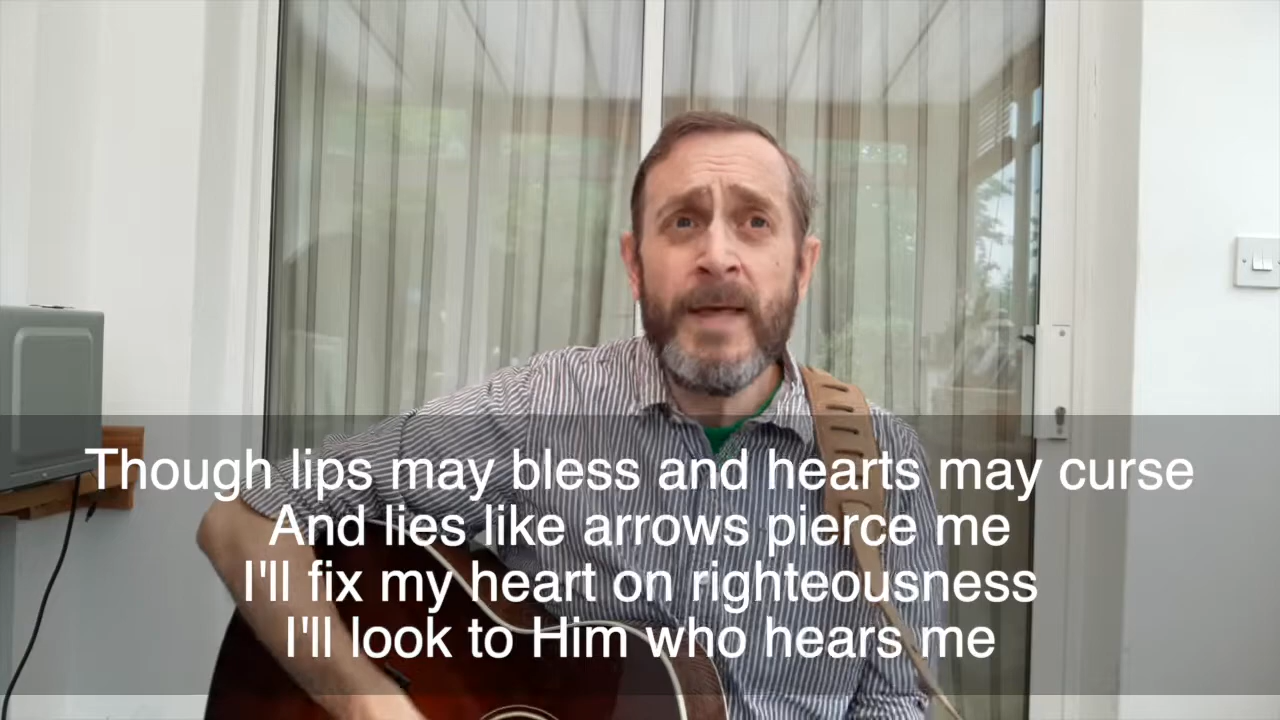 Though lips may bless and hearts may curse
And lies like arrows pierce me
I'll fix my heart on righteousness
I'll look to Him who hears me